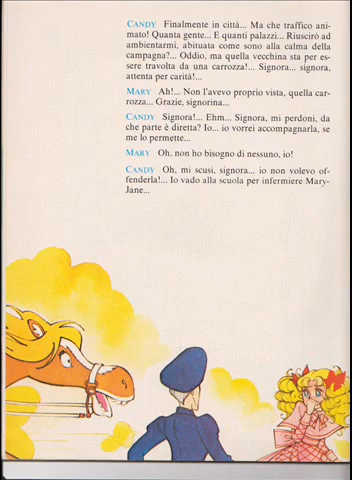 CANDY Finalmente in città... Ma che traffico ani-
mato! Quanta gente... E quanti palazzi... Riuscirò ad
ambientarmi, abituata come sono alla calma della
campagna?... Oddio, ma quella vecchina sta per es-
sere travolta da una carrozza!... Signora... signora,
attenta per carità!...
MARY Ah!... Non l'avevo proprio vista, quella car-
rozza... Grazie, signorina...
CANDY Signora!... Ehm... Signora, mi perdoni, da
che parte è diretta? Io... io vorrei accompagnarla, se
me lo permette...
MARY Oh, non ho bisogno di nessuno, io!
CANDY Oh, mi scusi, signora... io non volevo of-
fenderla!... Io vado alla scuola per infermiere Mary-
Jane...